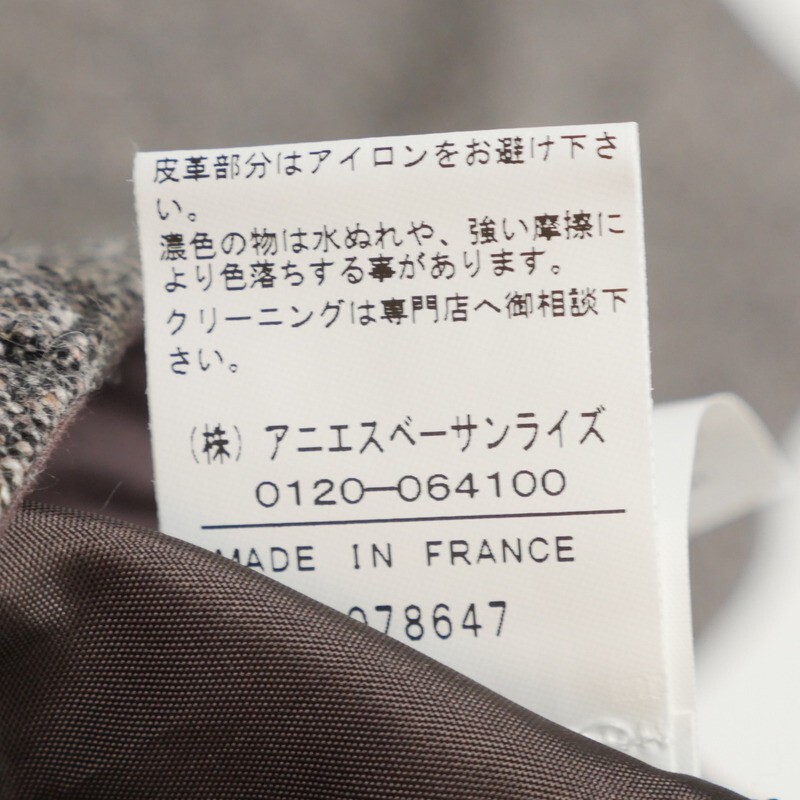 皮革部分はアイロンをお避け下さ
い。
濃色の物は水ぬれや、強い摩擦に
より色落ちする事があります。
クリーニングは専門店へ御相談下
さい。
(株)アニエスベーサンライズ
0120—064100
MADE IN FRANCE
078647